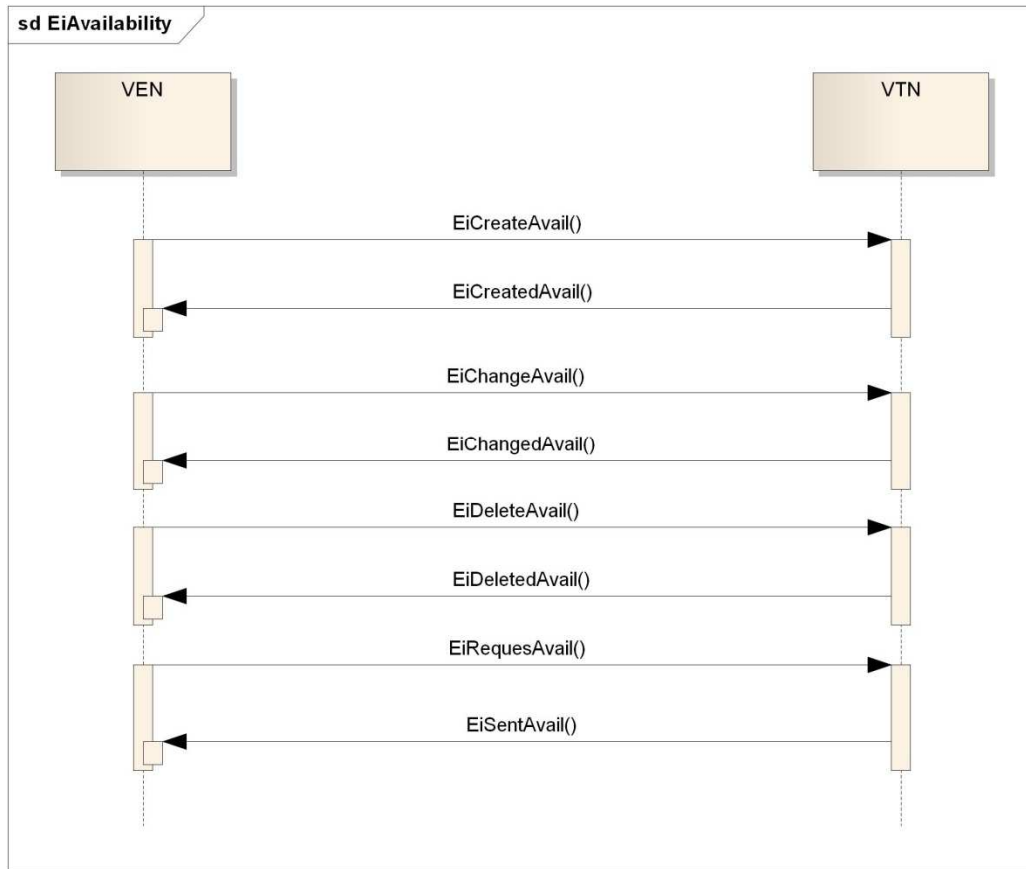 sd EiAvailability
VEN
VTN
EiCreateAvail()
EiCreatedAvail()
EiChangeAvail()
EiChangedAvail()
EiDeleteAvail()
EiDeletedAvail()
EiRequesAvail()
EiSentAvail()